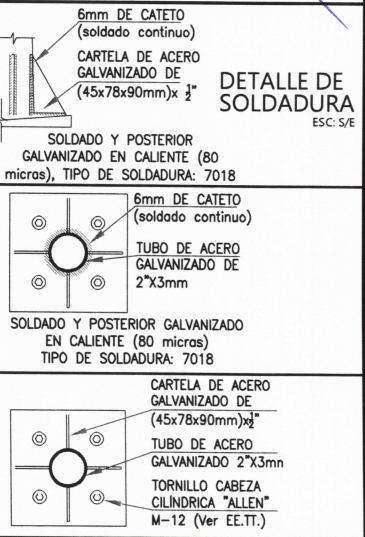 6mm DE CATETO
(soldado continuo)
CARTELA DE ACERO
GALVANIZADO DE
(45x78x90mm)x ½"
DETALLE DE
SOLDADURA
ESC: S/E
SOLDADO Y POSTERIOR
GALVANIZADO EN CALIENTE (80
micras), TIPO DE SOLDADURA: 7018
6mm DE CATETO
(soldado continuo)
TUBO DE ACERO
GALVANIZADO DE
2"X3mm
SOLDADO Y POSTERIOR GALVANIZADO
EN CALIENTE (80 micras)
TIPO DE SOLDADURA: 7018
CARTELA DE ACERO
GALVANIZADO DE
(45x78x90mm)x½"
TUBO DE ACERO
GALVANIZADO 2"X3mn
TORNILLO CABEZA
CILÍNDRICA "ALLEN"
M-12 (Ver EE.TT.)